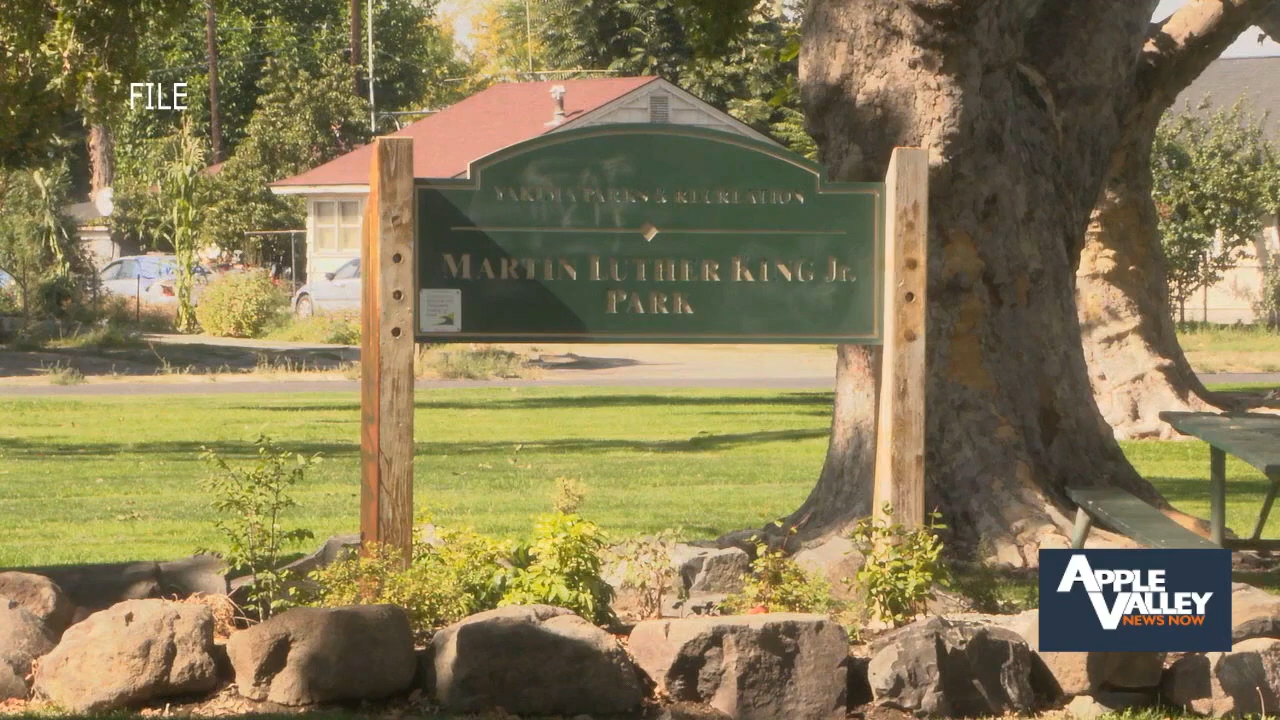 FILE
YAKIMA PARKS & RECREATION
MARTIN LUTHER KING Jr.
PARK
APPLE
VALLEY
NEWS NOW